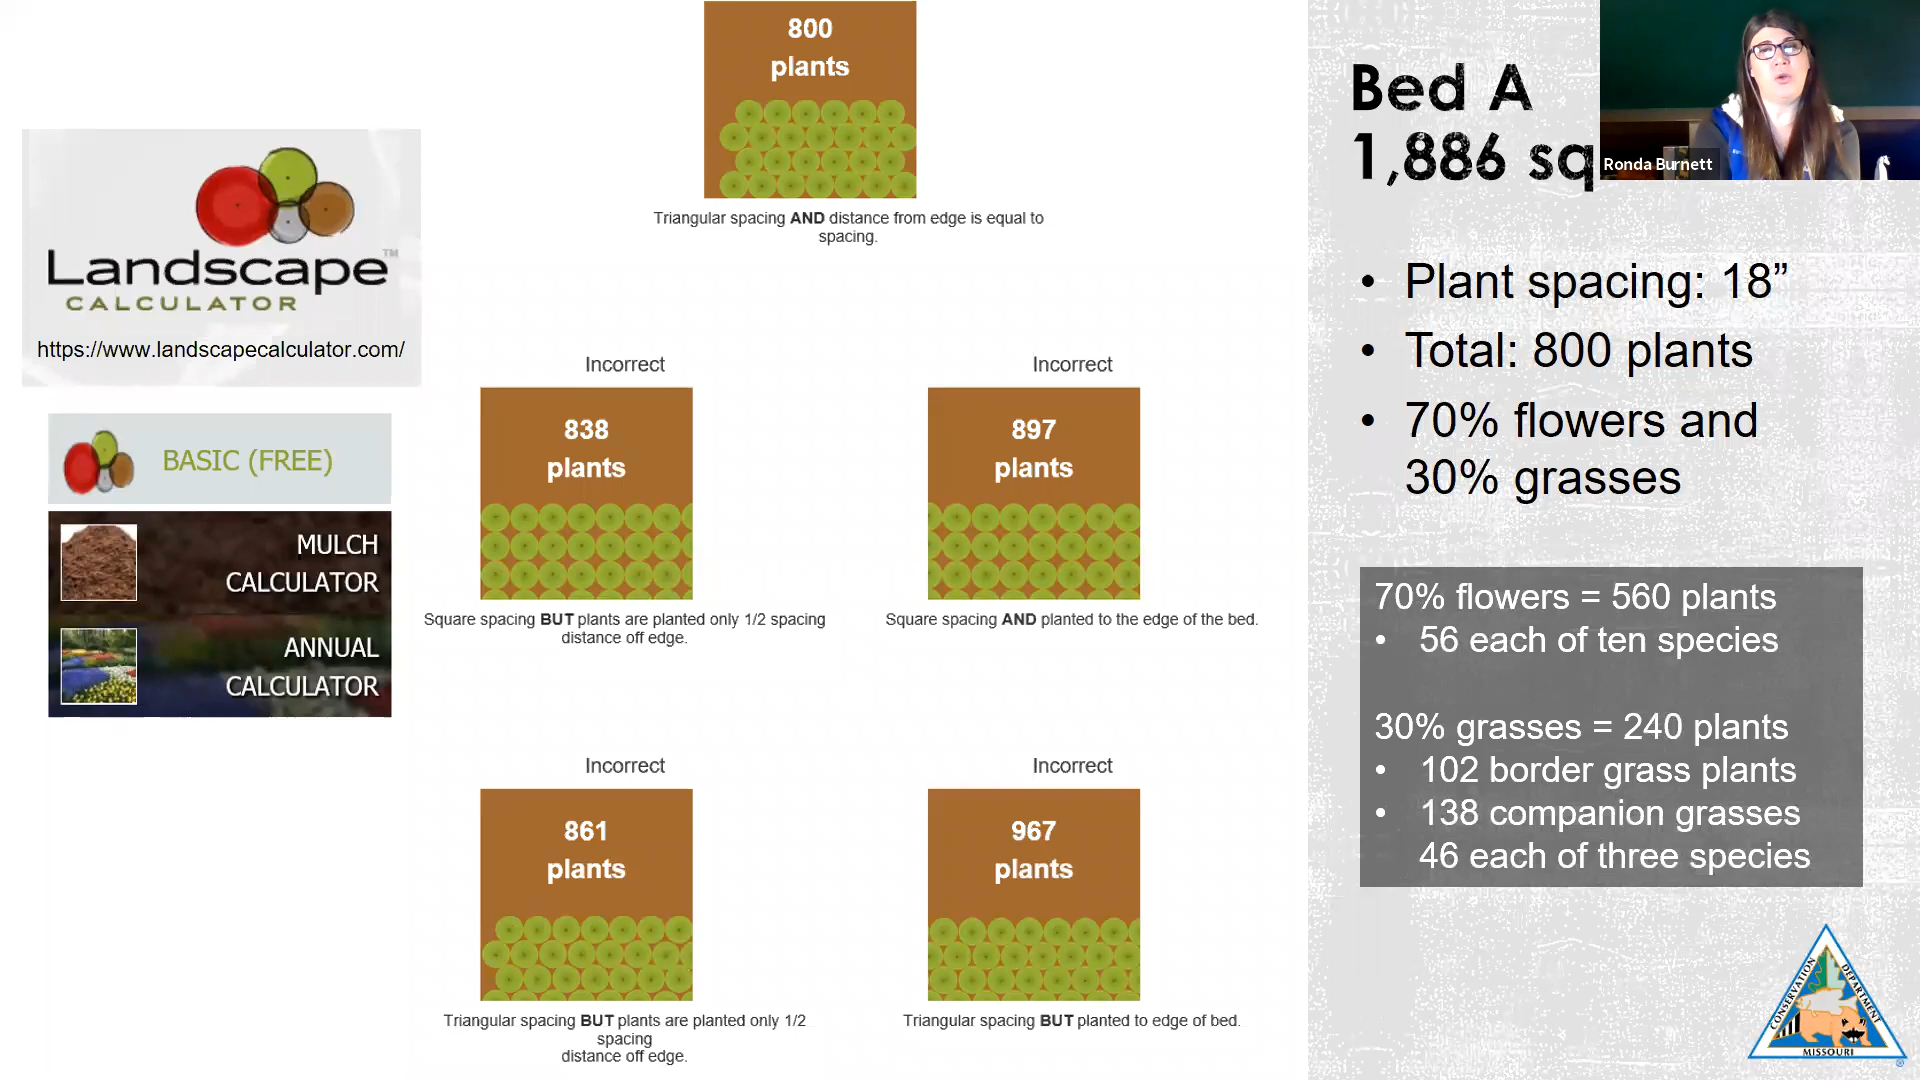 800
plants
Triangular spacing AND distance from edge is equal to
spacing.
Landscape™
CALCULATOR
https://www.landscapecalculator.com/
BASIC (FREE)
MULCH
CALCULATOR
ANNUAL
CALCULATOR
Incorrect
838
plants
Square spacing BUT plants are planted only 1/2 spacing
distance off edge.
Incorrect
897
plants
Square spacing AND planted to the edge of the bed.
Incorrect
861
plants
Triangular spacing BUT plants are planted only 1/2
spacing
distance off edge.
Incorrect
967
plants
Triangular spacing BUT planted to edge of bed.
Bed A
1,886 sq
Ronda Burnett
• Plant spacing: 18”
• Total: 800 plants
• 70% flowers and
30% grasses
70% flowers = 560 plants
• 56 each of ten species
30% grasses = 240 plants
• 102 border grass plants
• 138 companion grasses
46 each of three species
CONSERVATION
DEPARTMENT
MISSOURI
®